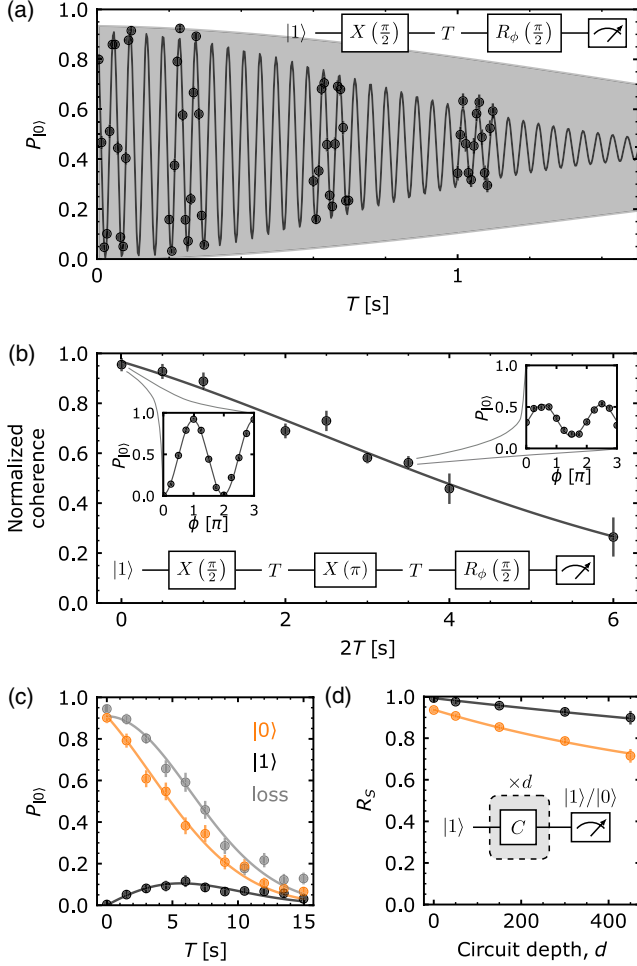 (a)
1.0
0.8
0.6
0.4
0.2
0.0
P|0⟩
|1⟩ X(π/2) T Rϕ(π/2)
0 1
T [s]
(b)
1.0
0.8
0.6
0.4
0.2
0.0
Normalized
coherence
1.0
0.5
0.0
P|0⟩
0 1 2 3
ϕ [π]
1.0
0.5
0.0
P|0⟩
0 1 2 3
ϕ [π]
|1⟩ X(π/2) T X(π) T Rϕ(π/2)
0 2 4 6
2T [s]
(c)
1.0
0.8
0.6
0.4
0.2
0.0
P|0⟩
|0⟩
|1⟩
loss
0 5 10 15
T [s]
(d)
1.0
0.8
0.6
0.4
0.2
0.0
RS
×d
|1⟩/|0⟩
|1⟩ C
0 200 400
Circuit depth, d